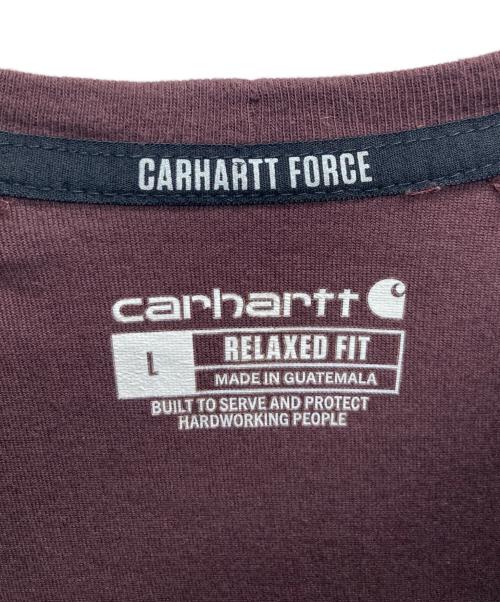 CARHARTT FORCE
carhartt
L
RELAXED FIT
MADE IN GUATEMALA
BUILT TO SERVE AND PROTECT
HARDWORKING PEOPLE